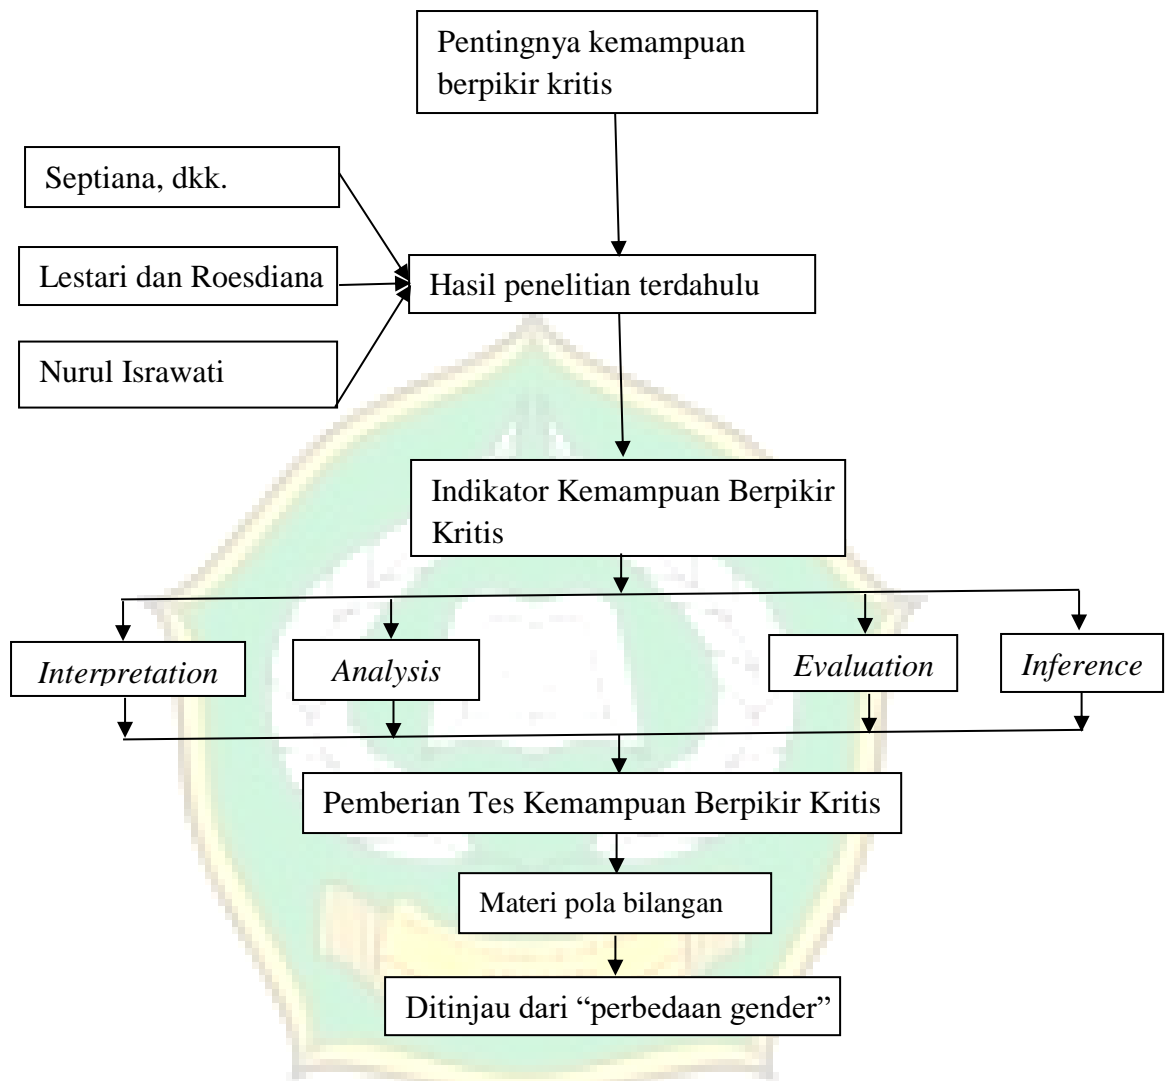 Pentingnya kemampuan
berpikir kritis
Septiana, dkk.
Lestari dan Roesdiana
Nurul Israwati
Hasil penelitian terdahulu
Indikator Kemampuan Berpikir
Kritis
Interpretation
Analysis
Evaluation
Inference
Pemberian Tes Kemampuan Berpikir Kritis
Materi pola bilangan
Ditinjau dari “perbedaan gender”